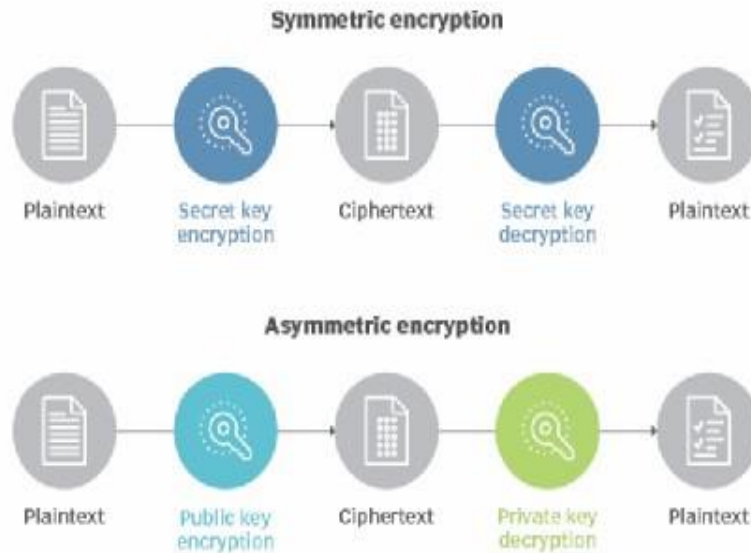 Symmetric encryption
Plaintext
Secret key
encryption
Ciphertext
Secret key
decryption
Plaintext
Asymmetric encryption
Plaintext
Public key
encryption
Ciphertext
Private key
decryption
Plaintext